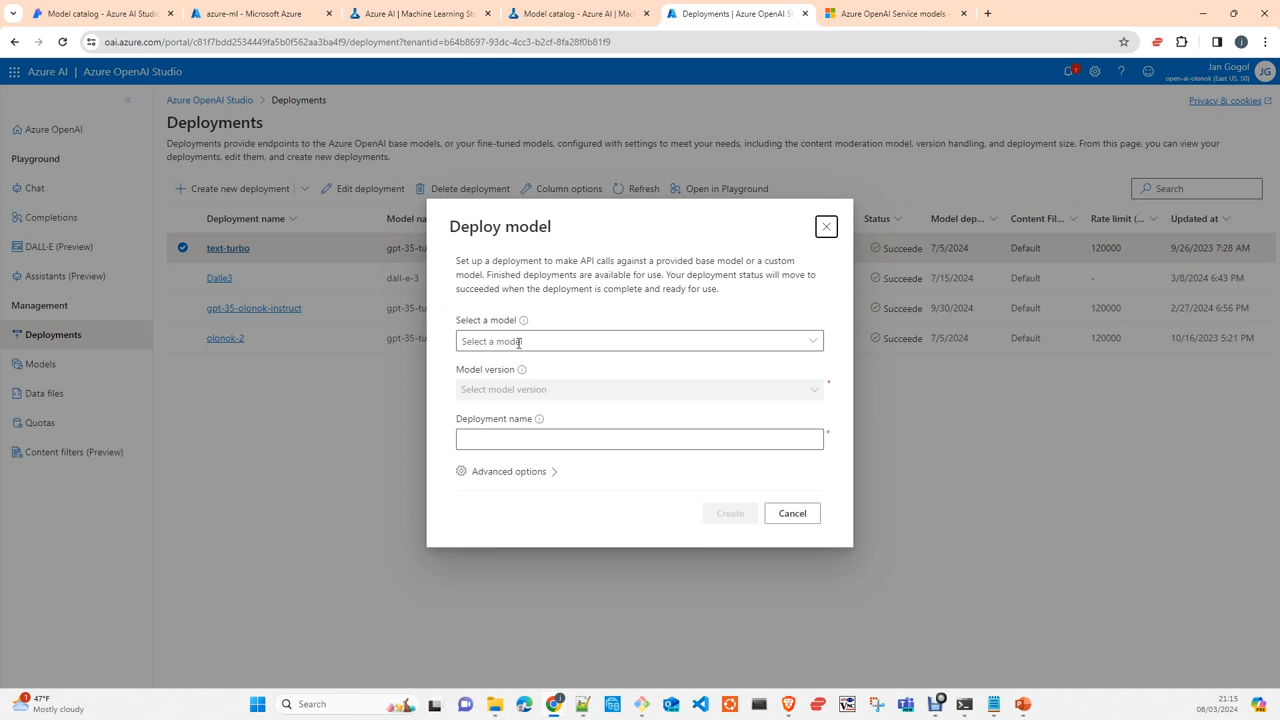 Model catalog - Azure AI Studi
azure-ml - Microsoft Azure
Azure AI | Machine Learning Stu
Model catalog - Azure AI | Mach
Deployments | Azure OpenAI St
Azure OpenAI Service models -
oai.azure.com/portal/c81f7bdd2534449fa5b0f562aa3ba4f9/deployment?tenantid=b64b8697-93dc-4cc3-b2cf-8fa28f0b81f9
Azure AI | Azure OpenAI Studio
1
Jan Gogol
open-ai-olonok (East US, S0)
JG
Azure OpenAI Studio > Deployments
Privacy & cookies
Azure OpenAI
Playground
Chat
Completions
DALL-E (Preview)
Assistants (Preview)
Management
Deployments
Models
Data files
Quotas
Content filters (Preview)
Deployments
Deployments provide endpoints to the Azure OpenAI base models, or your fine-tuned models, configured with settings to meet your needs, including the content moderation model, version handling, and deployment size. From this page, you can view your
deployments, edit them, and create new deployments.
Create new deployment
Edit deployment
Delete deployment
Column options
Refresh
Open in Playground
Search
Deployment name
Model na
Status
Model dep...
Content Fil...
Rate limit (...
Updated at
text-turbo gpt-35-tu Succeede 7/5/2024 Default 120000 9/26/2023 7:28 AM
Dalle3 dall-e-3 Succeede 7/15/2024 Default - 3/8/2024 6:43 PM
gpt-35-olonok-instruct gpt-35-tu Succeede 9/30/2024 Default 120000 2/27/2024 6:56 PM
olonok-2 gpt-35-tu Succeede 7/5/2024 Default 120000 10/16/2023 5:21 PM
Deploy model
Set up a deployment to make API calls against a provided base model or a custom
model. Finished deployments are available for use. Your deployment status will move to
succeeded when the deployment is complete and ready for use.
Select a model
Select a model
Model version
Select model version
*
Deployment name
*
Advanced options
Create
Cancel
1
47°F
Mostly cloudy
Search
21:15
08/03/2024